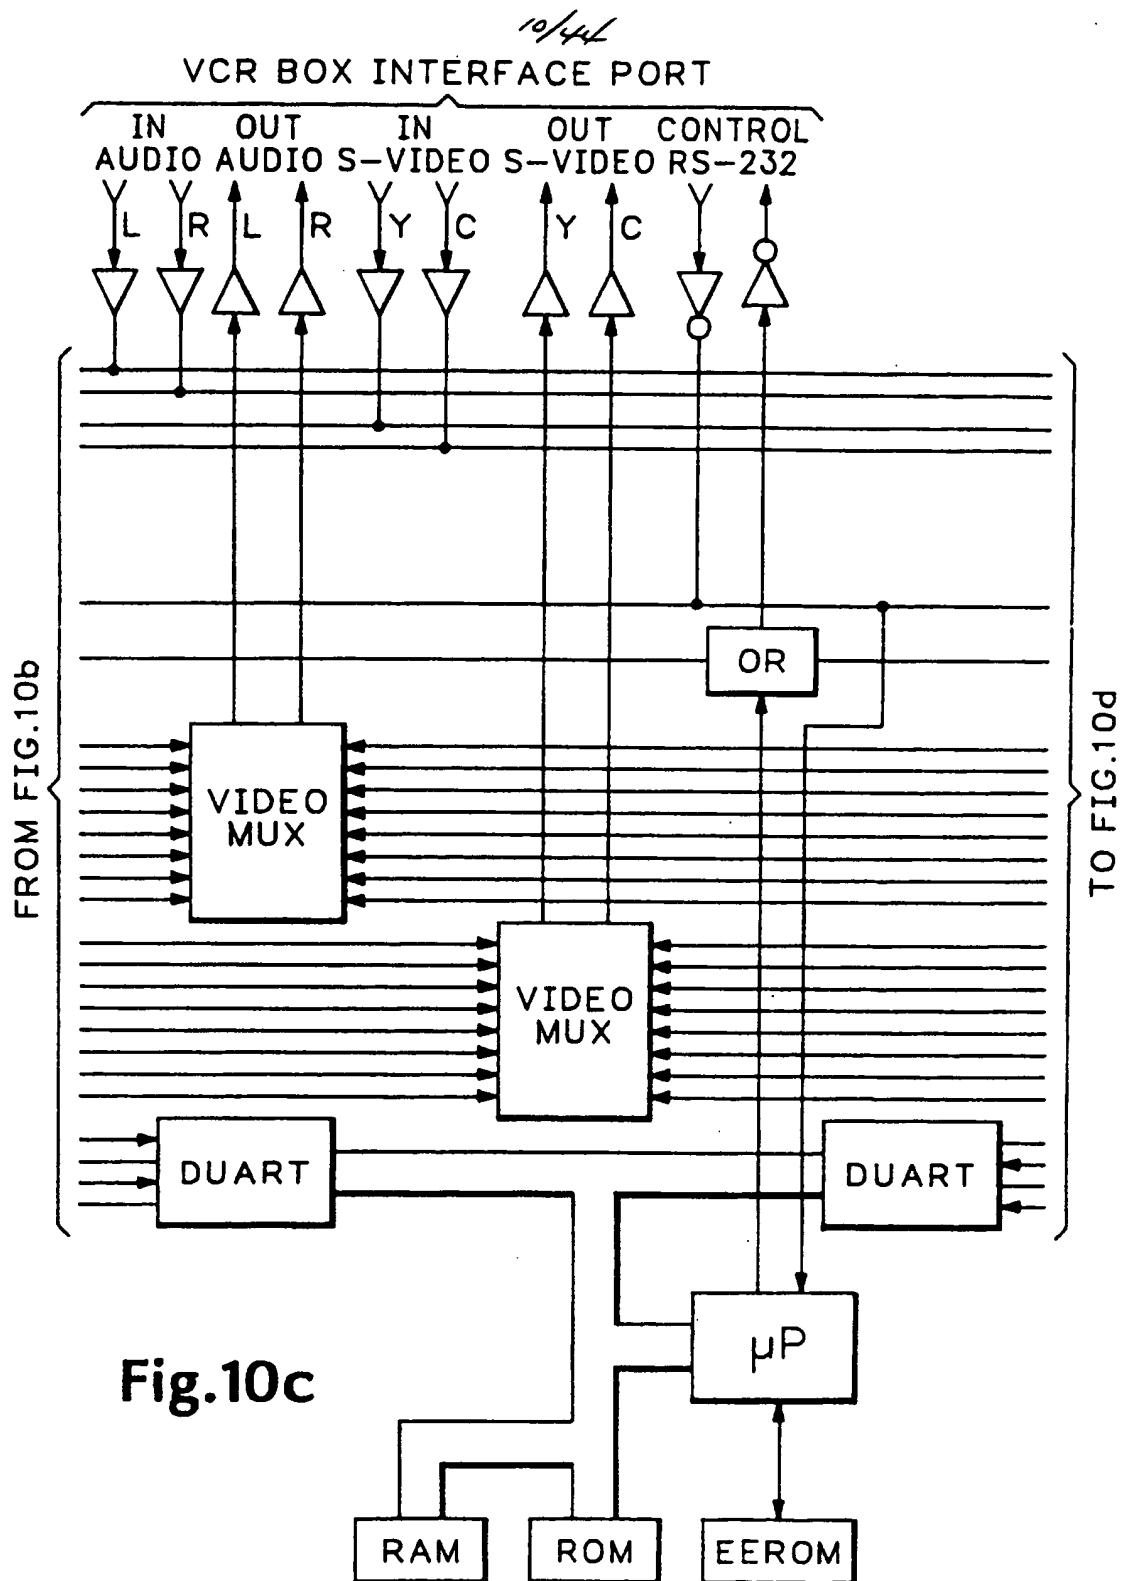 10/44
VCR BOX INTERFACE PORT
IN OUT IN OUT CONTROL
AUDIO AUDIO S-VIDEO S-VIDEO RS-232
L R L R Y C Y C
OR
FROM FIG.10b
TO FIG.10d
VIDEO
MUX
VIDEO
MUX
DUART
DUART
µP
Fig.10c
RAM
ROM
EEROM